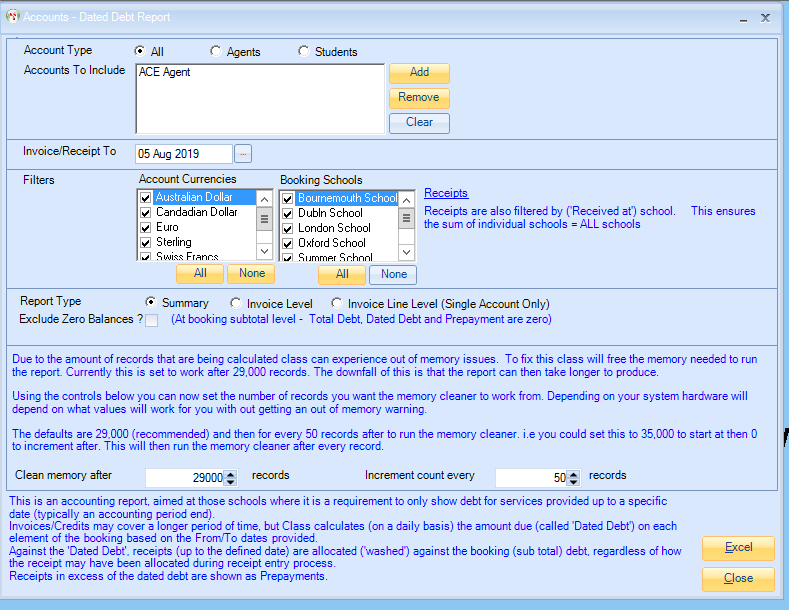 Accounts - Dated Debt Report
Account Type All Agents Students
Accounts To Include ACE Agent Add
Remove
Clear
Invoice/Receipt To 05 Aug 2019 ...
Filters Account Currencies Booking Schools
Australian Dollar Bournemouth School Receipts
Candadian Dollar Dubln School Receipts are also filtered by ('Received at') school. This ensures
Euro London School the sum of individual schools = ALL schools
Sterling Oxford School
Swiss Francs Summer School
All None All None
Report Type Summary Invoice Level Invoice Line Level (Single Account Only)
Exclude Zero Balances ? (At booking subtotal level - Total Debt, Dated Debt and Prepayment are zero)
Due to the amount of records that are being calculated class can experience out of memory issues. To fix this class will free the memory needed to run
the report. Currently this is set to work after 29,000 records. The downfall of this is that the report can then take longer to produce.
Using the controls below you can now set the number of records you want the memory cleaner to work from. Depending on your system hardware will
depend on what values will work for you with out getting an out of memory warning.
The defaults are 29,000 (recommended) and then for every 50 records after to run the memory cleaner. i.e you could set this to 35,000 to start at then 0
to increment after. This will then run the memory cleaner after every record.
Clean memory after 29000 records Increment count every 50 records
This is an accounting report, aimed at those schools where it is a requirement to only show debt for services provided up to a specific
date (typically an accounting period end).
Invoices/Credits may cover a longer period of time, but Class calculates (on a daily basis) the amount due (called 'Dated Debt') on each
element of the booking based on the From/To dates provided.
Against the 'Dated Debt', receipts (up to the defined date) are allocated ('washed') against the booking (sub total) debt, regardless of how
the receipt may have been allocated during receipt entry process.
Receipts in excess of the dated debt are shown as Prepayments.
Excel
Close